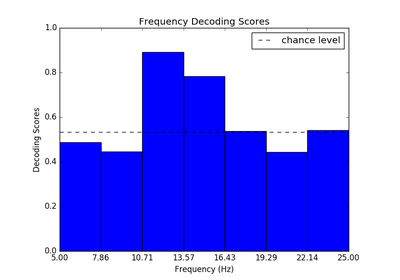 Frequency Decoding Scores
1.0
chance level
0.8
0.6
Decoding Scores
0.4
0.2
0.0
5.00 7.86 10.71 13.57 16.43 19.29 22.14 25.00
Frequency (Hz)